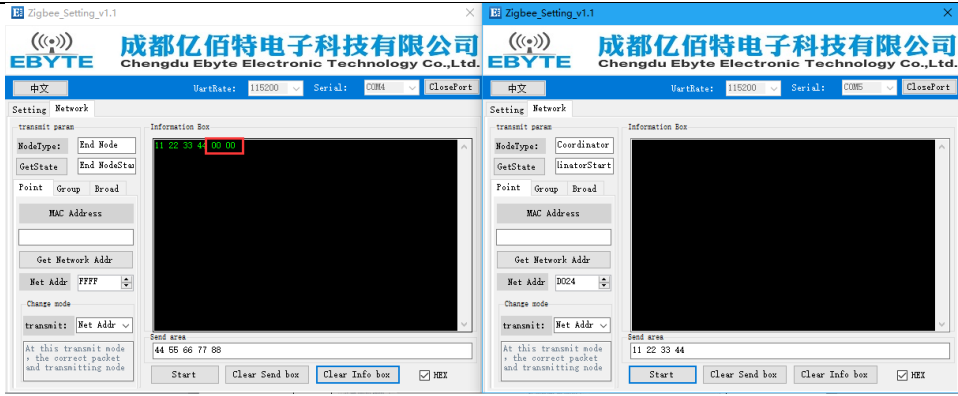 Zigbee_Setting_v1.1
EBYTE
成都亿佰特电子科技有限公司
Chengdu Ebyte Electronic Technology Co.,Ltd.
中文
UartRate: 115200 Serial: COM4 ClosePort
Setting Network
transmit param
NodeType: End Node
GetState End NodeStar
Point Group Broad
MAC Address
Get Network Addr
Net Addr FFFF
Change mode
transmit: Net Addr
At this transmit mode
, the correct packet
and transmitting node
Information Box
11 22 33 44 00 00
Send area
44 55 66 77 88
Start Clear Send box Clear Info box HEX
Zigbee_Setting_v1.1
EBYTE
成都亿佰特电子科技有限公司
Chengdu Ebyte Electronic Technology Co.,Ltd.
中文
UartRate: 115200 Serial: COM5 ClosePort
Setting Network
transmit param
NodeType: Coordinator
GetState linatorStart
Point Group Broad
MAC Address
Get Network Addr
Net Addr D024
Change mode
transmit: Net Addr
At this transmit mode
, the correct packet
and transmitting node
Information Box
Send area
11 22 33 44
Start Clear Send box Clear Info box HEX